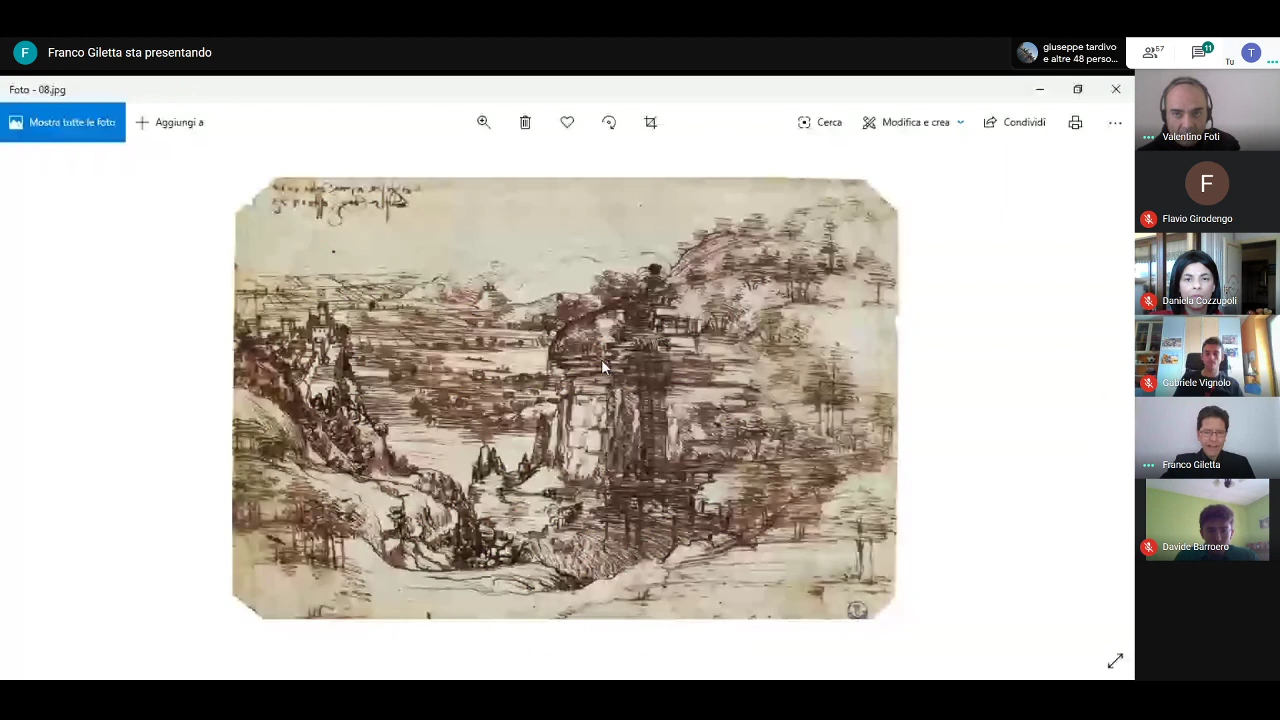 F Franco Giletta sta presentando
giuseppe tardivo
e altre 48 perso...
57
11
Tu
T
Foto - 08.jpg
Mostra tutte le foto
Aggiungi a
Cerca
Modifica e crea
Condividi
Valentino Foti
F
Flavio Girodengo
Daniela Cozzupoli
Gabriele Vignolo
Franco Giletta
Davide Barroero